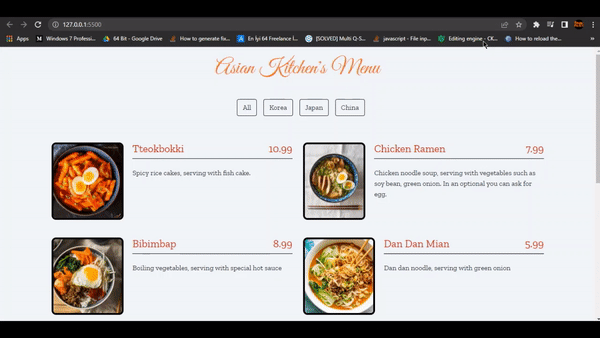 127.0.0.1:5500
Apps
Windows 7 Professi...
64 Bit - Google Drive
How to generate fix...
En İyi 64 Freelance İ...
[SOLVED] Multi Q-S...
javascript - File inp...
Editing engine - CK...
How to reload the...
Asian Kitchen's Menu
All Korea Japan China
Tteokbokki 10.99
Spicy rice cakes, serving with fish cake.
Chicken Ramen 7.99
Chicken noodle soup, serving with vegetables such as
soy bean, green onion. In an optional you can ask for
egg.
Bibimbap 8.99
Boiling vegetables, serving with special hot sauce
Dan Dan Mian 5.99
Dan dan noodle, serving with green onion